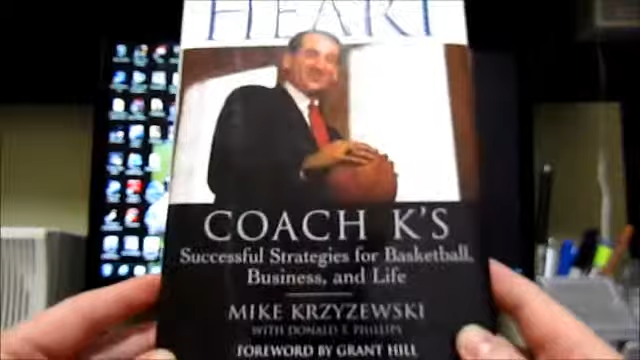 HEART
COACH K'S
Successful Strategies for Basketball,
Business, and Life
MIKE KRZYZEWSKI
WITH DONALD T. PHILLIPS
FOREWORD BY GRANT HILL